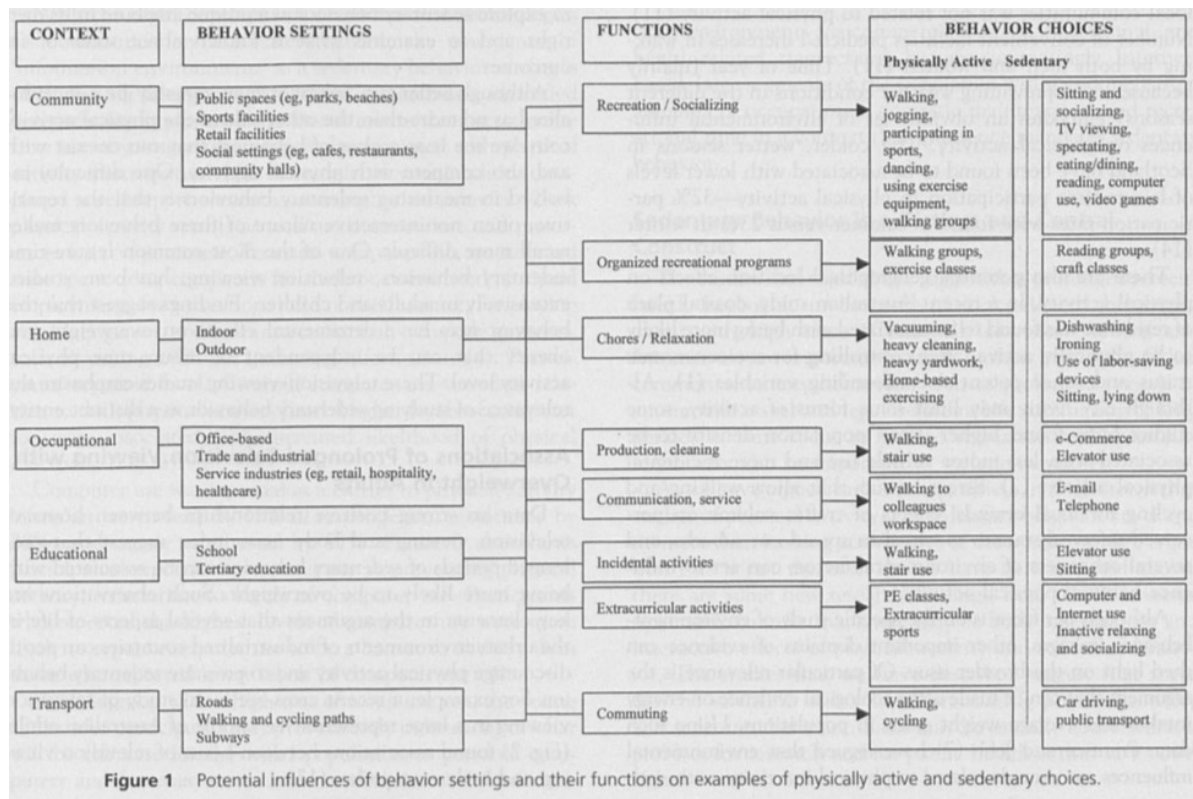 CONTEXT
BEHAVIOR SETTINGS
FUNCTIONS
BEHAVIOR CHOICES
Physically Active Sedentary
Community
Public spaces (eg, parks, beaches)
Sports facilities
Retail facilities
Social settings (eg, cafes, restaurants,
community halls)
Recreation / Socializing
Walking,
jogging,
participating in
sports,
dancing,
using exercise
equipment,
walking groups
Sitting and
socializing,
TV viewing,
spectating,
eating/dining,
reading, computer
use, video games
Organized recreational programs
Walking groups,
exercise classes
Reading groups,
craft classes
Home
Indoor
Outdoor
Chores / Relaxation
Vacuuming,
heavy cleaning,
heavy yardwork,
Home-based
exercising
Dishwashing
Ironing
Use of labor-saving
devices
Sitting, lying down
Occupational
Office-based
Trade and industrial
Service industries (eg, retail, hospitality,
healthcare)
Production, cleaning
Walking,
stair use
e-Commerce
Elevator use
Communication, service
Walking to
colleagues
workspace
E-mail
Telephone
Educational
School
Tertiary education
Incidental activities
Walking,
stair use
Elevator use
Sitting
Extracurricular activities
PE classes,
Extracurricular
sports
Computer and
Internet use
Inactive relaxing
and socializing
Transport
Roads
Walking and cycling paths
Subways
Commuting
Walking,
cycling
Car driving,
public transport
Figure 1 Potential influences of behavior settings and their functions on examples of physically active and sedentary choices.